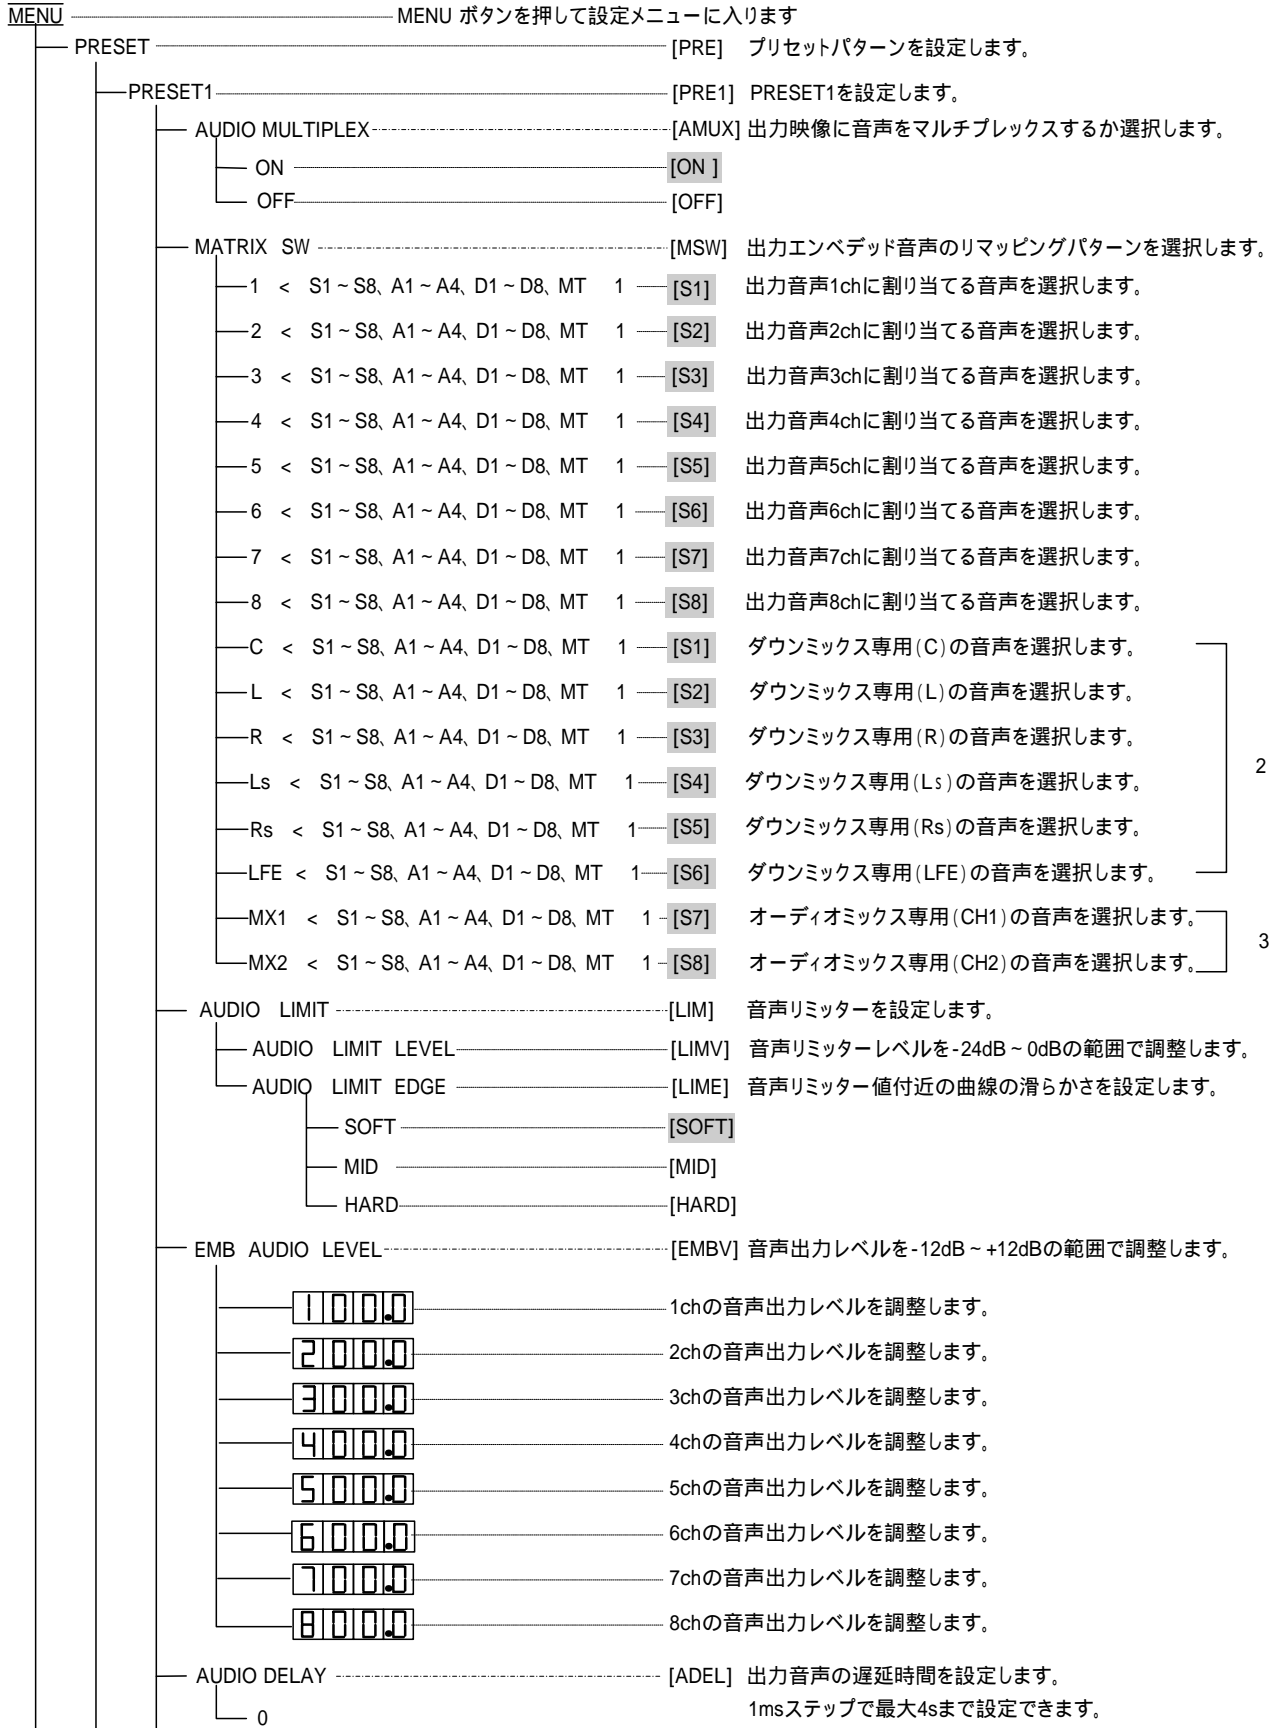 MENU MENU ボタンを押して設定メニューに入ります
PRESET [PRE] プリセットパターンを設定します。
PRESET1 [PRE1] PRESET1を設定します。
AUDIO MULTIPLEX [AMUX] 出力映像に音声をマルチプレックスするか選択します。
ON [ON ]
OFF [OFF]
MATRIX SW [MSW] 出力エンベデッド音声のリマッピングパターンを選択します。
1 < S1~S8、A1~A4、D1~D8、MT 1 [S1] 出力音声1chに割り当てる音声を選択します。
2 < S1~S8、A1~A4、D1~D8、MT 1 [S2] 出力音声2chに割り当てる音声を選択します。
3 < S1~S8、A1~A4、D1~D8、MT 1 [S3] 出力音声3chに割り当てる音声を選択します。
4 < S1~S8、A1~A4、D1~D8、MT 1 [S4] 出力音声4chに割り当てる音声を選択します。
5 < S1~S8、A1~A4、D1~D8、MT 1 [S5] 出力音声5chに割り当てる音声を選択します。
6 < S1~S8、A1~A4、D1~D8、MT 1 [S6] 出力音声6chに割り当てる音声を選択します。
7 < S1~S8、A1~A4、D1~D8、MT 1 [S7] 出力音声7chに割り当てる音声を選択します。
8 < S1~S8、A1~A4、D1~D8、MT 1 [S8] 出力音声8chに割り当てる音声を選択します。
C < S1~S8、A1~A4、D1~D8、MT 1 [S1] ダウンミックス専用(C)の音声を選択します。
L < S1~S8、A1~A4、D1~D8、MT 1 [S2] ダウンミックス専用(L)の音声を選択します。
R < S1~S8、A1~A4、D1~D8、MT 1 [S3] ダウンミックス専用(R)の音声を選択します。
2
Ls < S1~S8、A1~A4、D1~D8、MT 1 [S4] ダウンミックス専用(Ls)の音声を選択します。
Rs < S1~S8、A1~A4、D1~D8、MT 1 [S5] ダウンミックス専用(Rs)の音声を選択します。
LFE < S1~S8、A1~A4、D1~D8、MT 1 [S6] ダウンミックス専用(LFE)の音声を選択します。
MX1 < S1~S8、A1~A4、D1~D8、MT 1 [S7] オーディオミックス専用(CH1)の音声を選択します。
3
MX2 < S1~S8、A1~A4、D1~D8、MT 1 [S8] オーディオミックス専用(CH2)の音声を選択します。
AUDIO LIMIT [LIM] 音声リミッターを設定します。
AUDIO LIMIT LEVEL [LIMV] 音声リミッターレベルを-24dB~0dBの範囲で調整します。
AUDIO LIMIT EDGE [LIME] 音声リミッター値付近の曲線の滑らかさを設定します。
SOFT [SOFT]
MID [MID]
HARD [HARD]
EMB AUDIO LEVEL [EMBV] 音声出力レベルを-12dB~+12dBの範囲で調整します。
100.0 1chの音声出力レベルを調整します。
200.0 2chの音声出力レベルを調整します。
300.0 3chの音声出力レベルを調整します。
400.0 4chの音声出力レベルを調整します。
500.0 5chの音声出力レベルを調整します。
600.0 6chの音声出力レベルを調整します。
700.0 7chの音声出力レベルを調整します。
800.0 8chの音声出力レベルを調整します。
AUDIO DELAY [ADEL] 出力音声の遅延時間を設定します。
0 1msステップで最大4sまで設定できます。